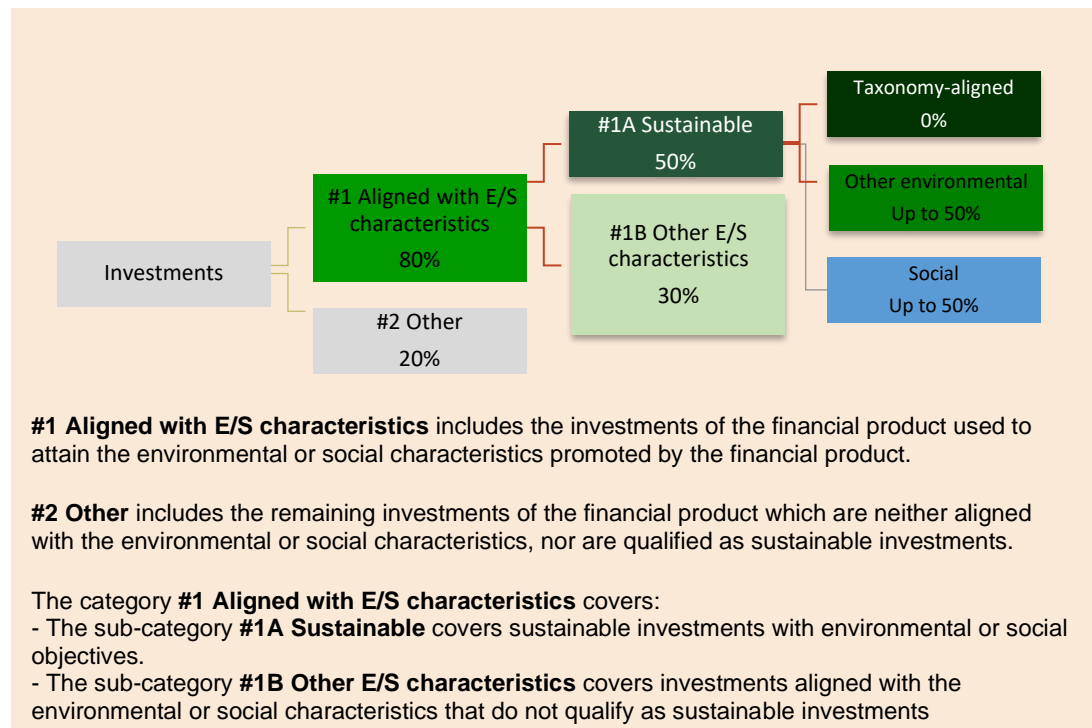 Investments
#1 Aligned with E/S
characteristics
80%
#2 Other
20%
#1A Sustainable
50%
#1B Other E/S
characteristics
30%
Taxonomy-aligned
0%
Other environmental
Up to 50%
Social
Up to 50%
#1 Aligned with E/S characteristics includes the investments of the financial product used to
attain the environmental or social characteristics promoted by the financial product.
#2 Other includes the remaining investments of the financial product which are neither aligned
with the environmental or social characteristics, nor are qualified as sustainable investments.
The category #1 Aligned with E/S characteristics covers:
- The sub-category #1A Sustainable covers sustainable investments with environmental or social
objectives.
- The sub-category #1B Other E/S characteristics covers investments aligned with the
environmental or social characteristics that do not qualify as sustainable investments